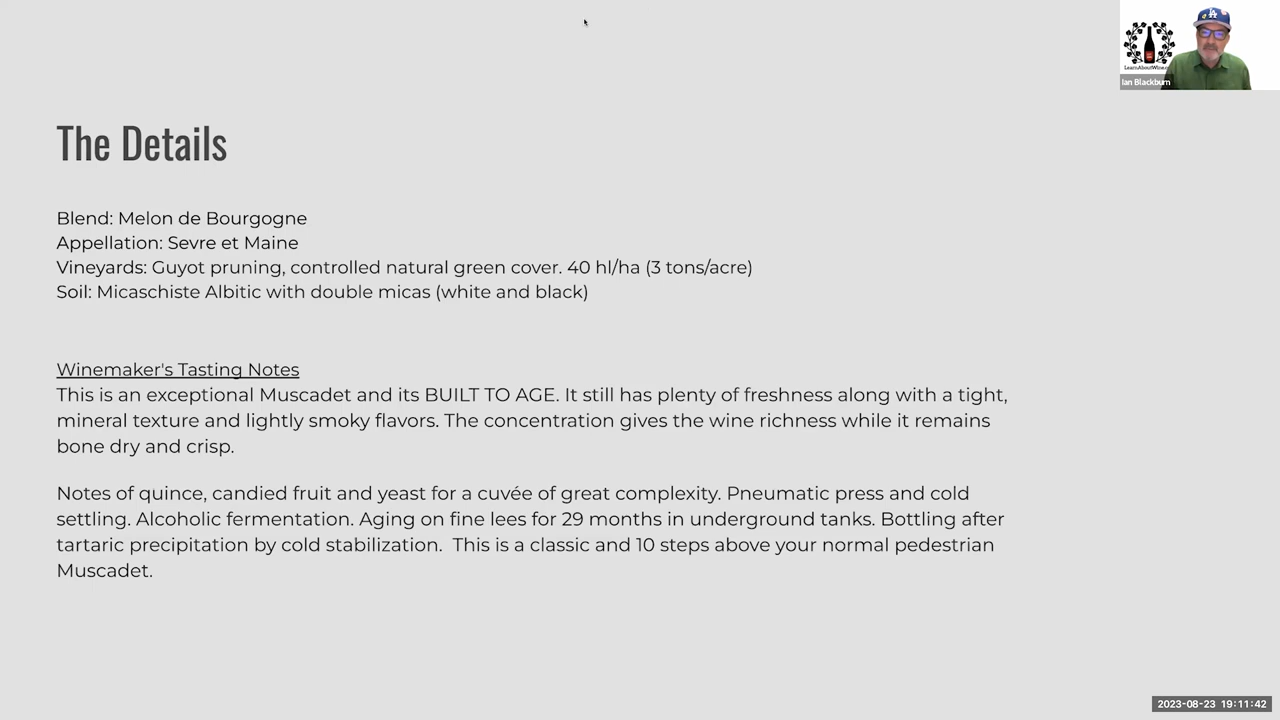 LearnAboutWine
Ian Blackburn
The Details
Blend: Melon de Bourgogne
Appellation: Sevre et Maine
Vineyards: Guyot pruning, controlled natural green cover. 40 hl/ha (3 tons/acre)
Soil: Micaschiste Albitic with double micas (white and black)
Winemaker's Tasting Notes
This is an exceptional Muscadet and its BUILT TO AGE. It still has plenty of freshness along with a tight,
mineral texture and lightly smoky flavors. The concentration gives the wine richness while it remains
bone dry and crisp.
Notes of quince, candied fruit and yeast for a cuvée of great complexity. Pneumatic press and cold
settling. Alcoholic fermentation. Aging on fine lees for 29 months in underground tanks. Bottling after
tartaric precipitation by cold stabilization.  This is a classic and 10 steps above your normal pedestrian
Muscadet.
2023-08-23 19:11:42